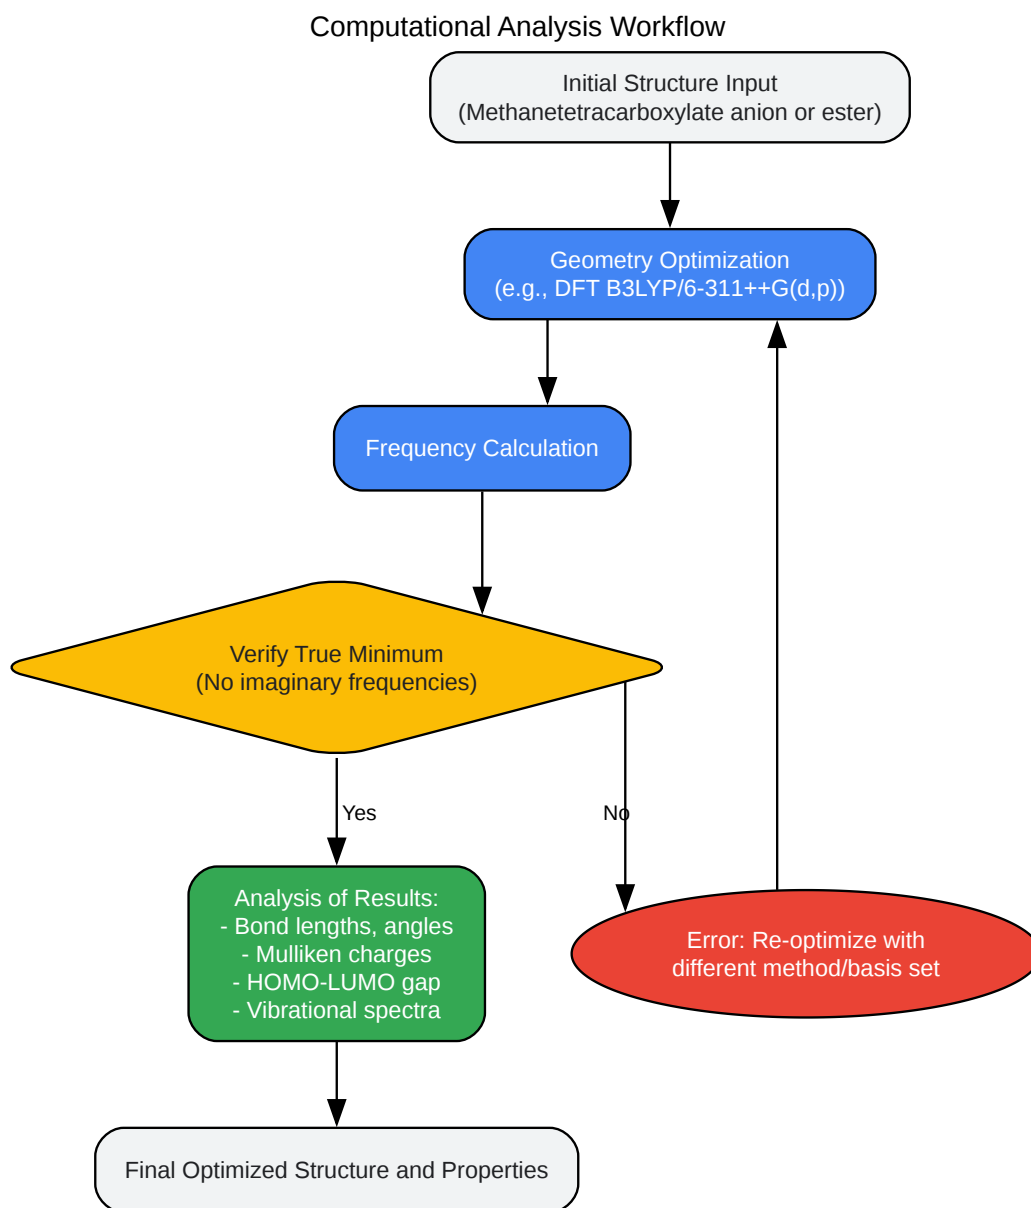 Computational Analysis Workflow
Initial Structure Input
(Methanetetracarboxylate anion or ester)
Geometry Optimization
(e.g., DFT B3LYP/6-311++G(d,p))
Frequency Calculation
Verify True Minimum
(No imaginary frequencies)
Yes
No
Analysis of Results:
- Bond lengths, angles
- Mulliken charges
- HOMO-LUMO gap
- Vibrational spectra
Error: Re-optimize with
different method/basis set
Final Optimized Structure and Properties